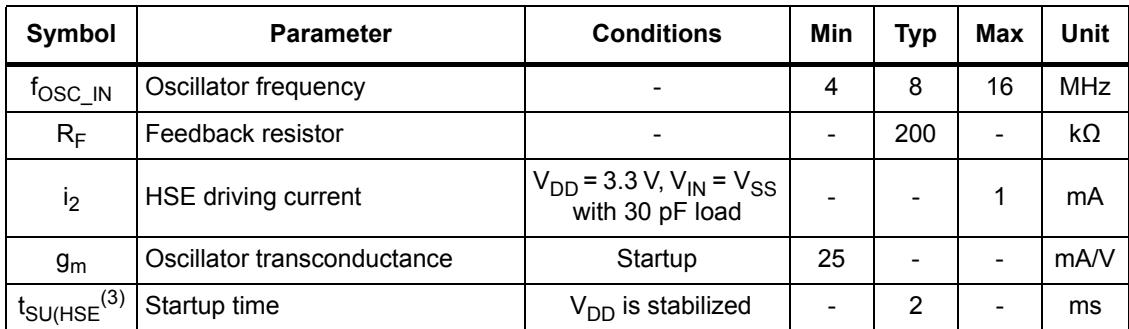 Symbol Parameter Conditions Min Typ Max Unit
fOSC_IN Oscillator frequency - 4 8 16 MHz
RF Feedback resistor - - 200 - kΩ
i2 HSE driving current VDD = 3.3 V, VIN = VSS
with 30 pF load - - 1 mA
gm Oscillator transconductance Startup 25 - - mA/V
tSU(HSE(3) Startup time VDD is stabilized - 2 - ms